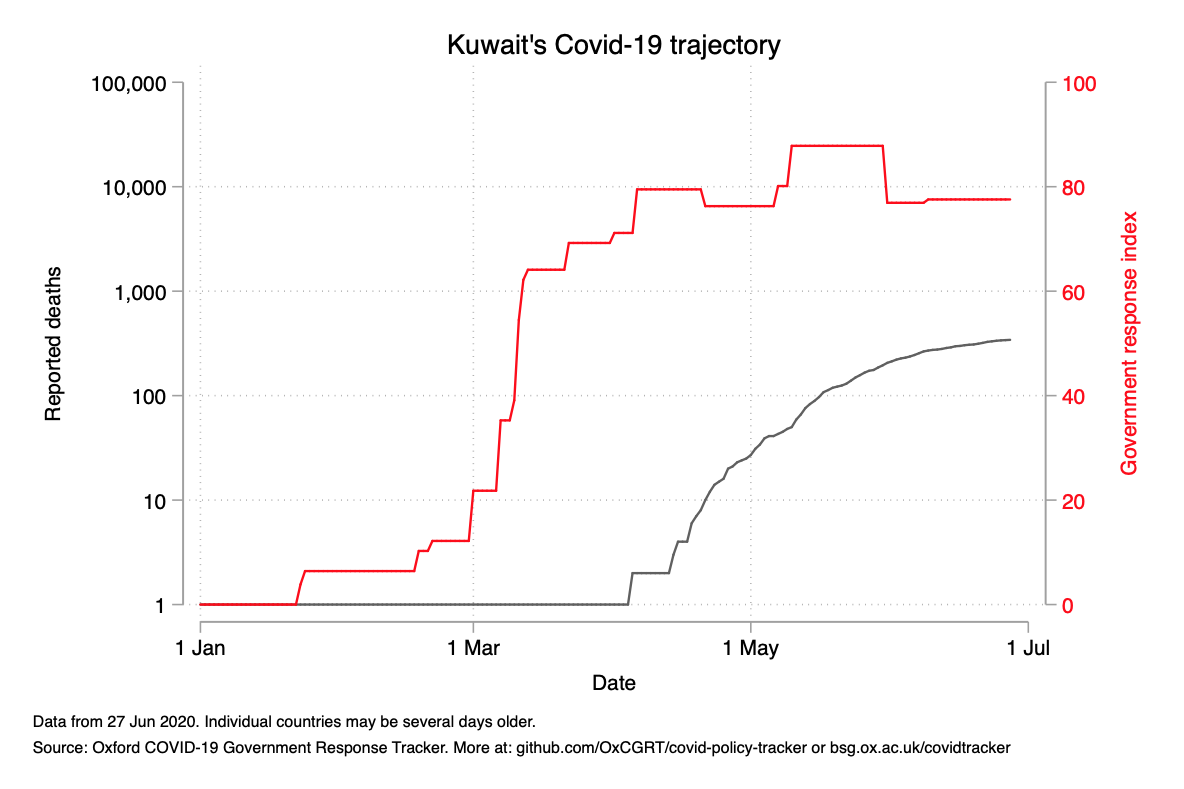 Kuwait's Covid-19 trajectory
100,000
10,000
1,000
100
10
1
Reported deaths
100
80
60
40
20
0
Government response index
1 Jan
1 Mar
1 May
1 Jul
Date
Data from 27 Jun 2020. Individual countries may be several days older.
Source: Oxford COVID-19 Government Response Tracker. More at: github.com/OxCGRT/covid-policy-tracker or bsg.ox.ac.uk/covidtracker